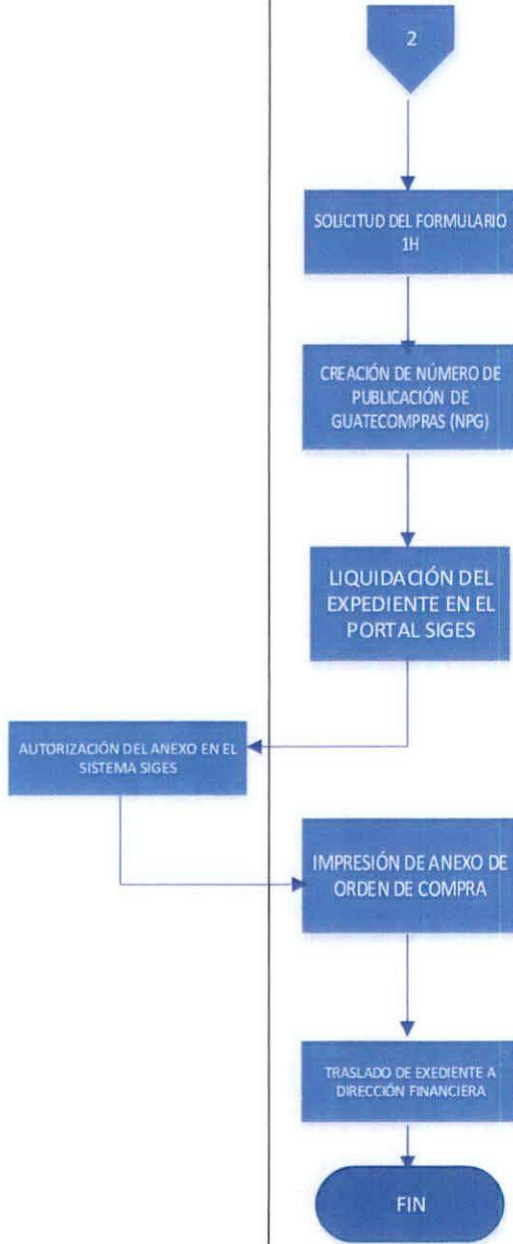 2
SOLICITUD DEL FORMULARIO
1H
CREACIÓN DE NÚMERO DE
PUBLICACIÓN DE
GUATECOMPRAS (NPG)
LIQUIDACIÓN DEL
EXPEDIENTE EN EL
PORTAL SIGES
AUTORIZACIÓN DEL ANEXO EN EL
SISTEMA SIGES
IMPRESIÓN DE ANEXO DE
ORDEN DE COMPRA
TRASLADO DE EXEDIENTE A
DIRECCIÓN FINANCIERA
FIN